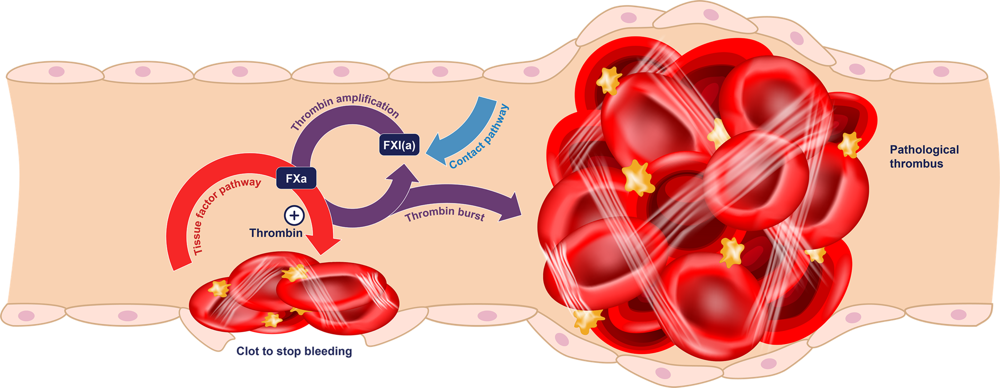 Thrombin amplification
FXI(a)
Contact pathway
FXa
Tissue factor pathway
+
Thrombin
Thrombin burst
Pathological
thrombus
Clot to stop bleeding